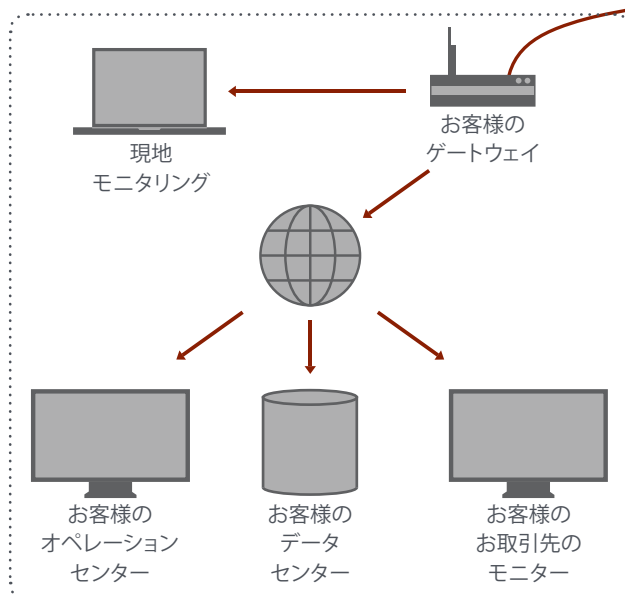 お客様の
ゲートウェイ
現地
モニタリング
お客様の
オペレーション
センター
お客様の
データ
センター
お客様の
お取引先の
モニター